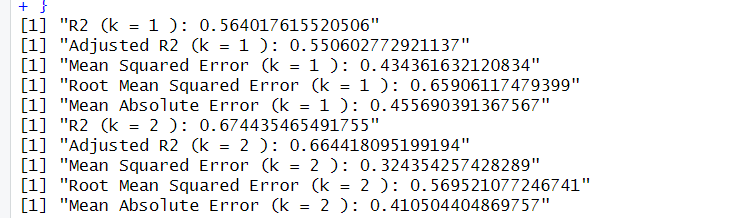 + }
[1] "R2 (k = 1 ): 0.564017615520506"
[1] "Adjusted R2 (k = 1 ): 0.550602772921137"
[1] "Mean Squared Error (k = 1 ): 0.434361632120834"
[1] "Root Mean Squared Error (k = 1 ): 0.65906117479399"
[1] "Mean Absolute Error (k = 1 ): 0.455690391367567"
[1] "R2 (k = 2 ): 0.674435465491755"
[1] "Adjusted R2 (k = 2 ): 0.664418095199194"
[1] "Mean Squared Error (k = 2 ): 0.324354257428289"
[1] "Root Mean Squared Error (k = 2 ): 0.569521077246741"
[1] "Mean Absolute Error (k = 2 ): 0.410504404869757"